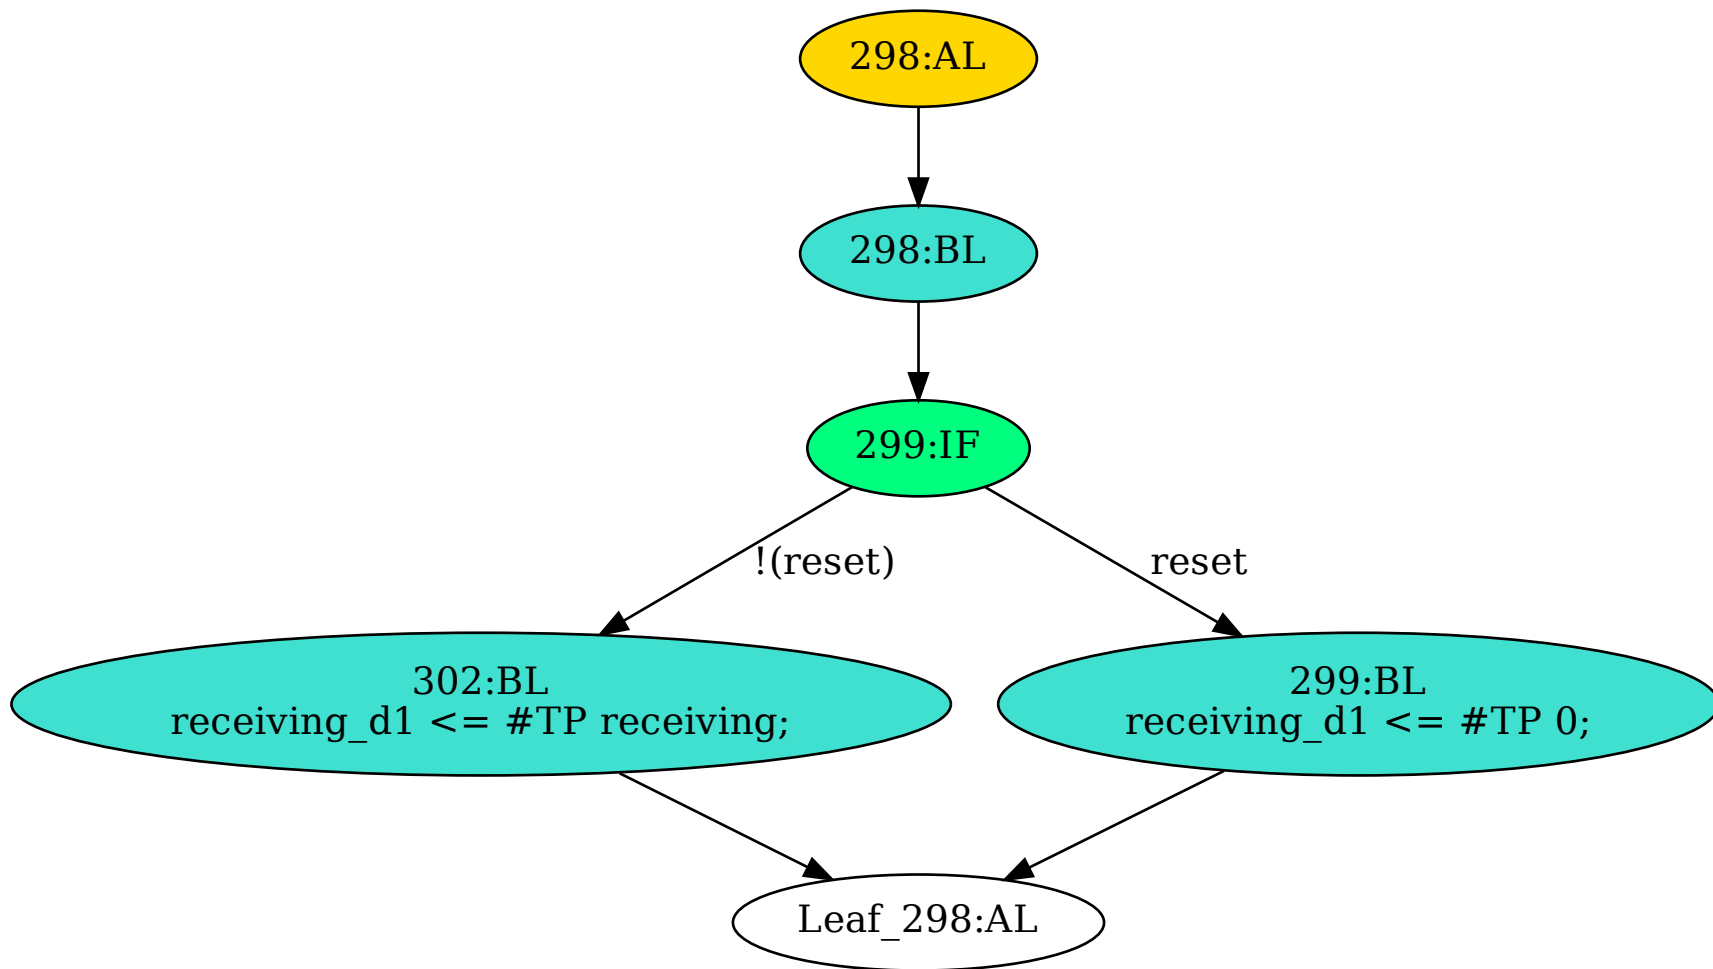 298:AL
298:BL
299:IF
!(reset)
reset
302:BL
receiving_d1 <= #TP receiving;
299:BL
receiving_d1 <= #TP 0;
Leaf_298:AL